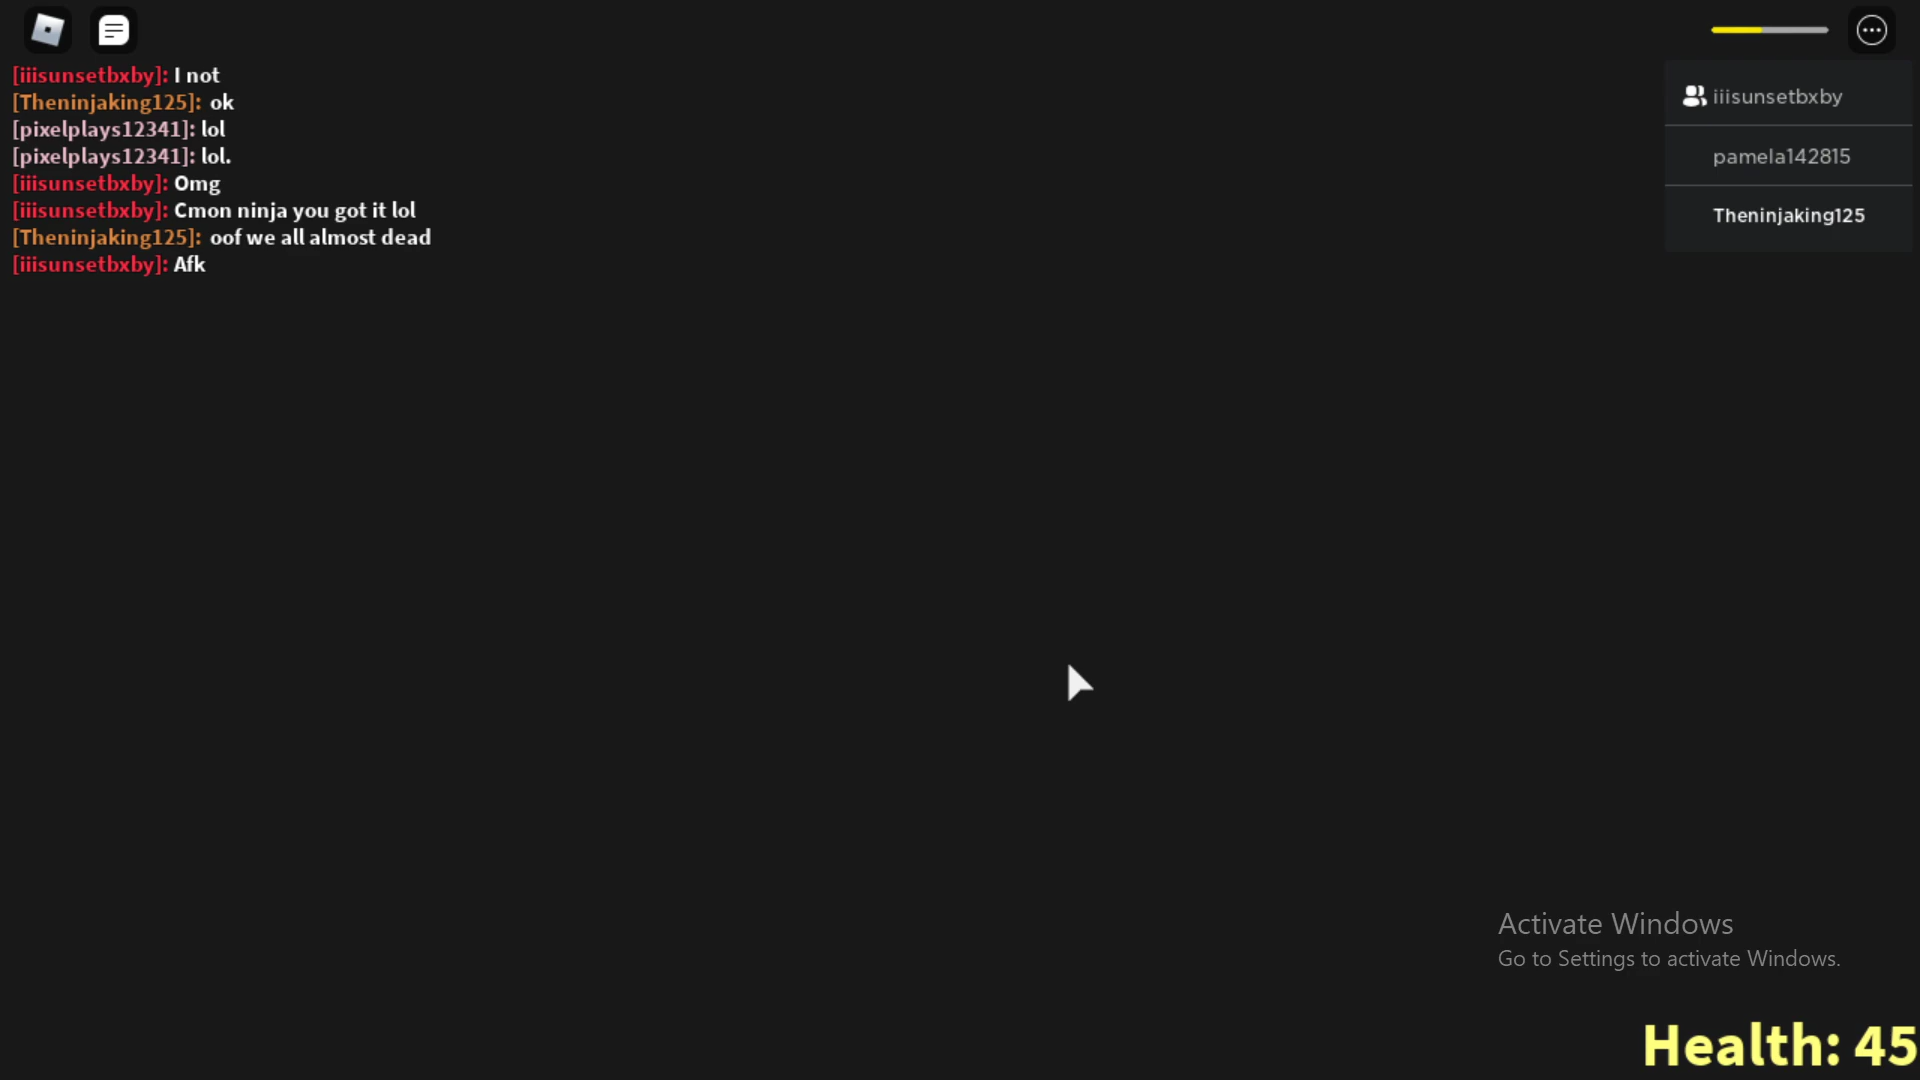 [iiisunsetbxby]: I not
[Theninjaking125]: ok
[pixelplays12341]: lol
[pixelplays12341]: lol.
[iiisunsetbxby]: Omg
[iiisunsetbxby]: Cmon ninja you got it lol
[Theninjaking125]: oof we all almost dead
[iiisunsetbxby]: Afk
iiisunsetbxby
pamela142815
Theninjaking125
Activate Windows
Go to Settings to activate Windows.
Health: 45